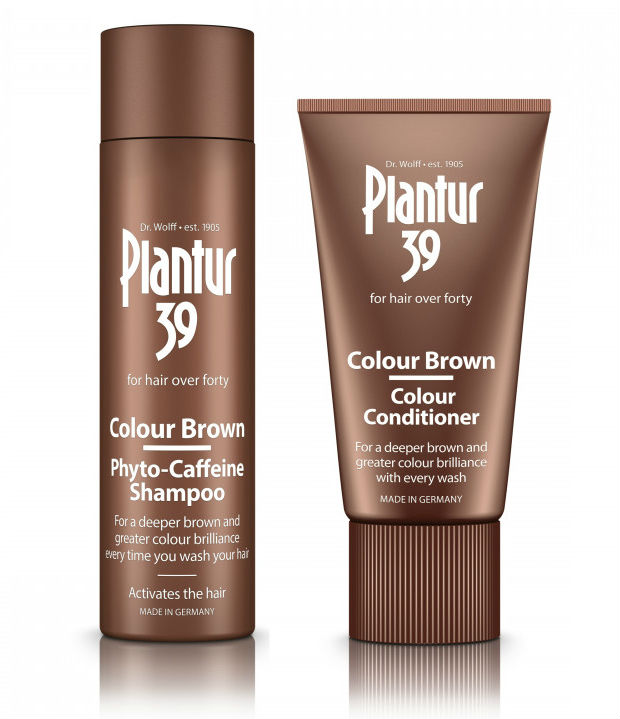 Dr. Wolff • est. 1905
Plantur
39
for hair over forty
Colour Brown
Phyto-Caffeine
Shampoo
For a deeper brown and
greater colour brilliance
every time you wash your hair
Activates the hair
MADE IN GERMANY
Dr. Wolff • est. 1905
Plantur
39
for hair over forty
Colour Brown
Colour
Conditioner
For a deeper brown and
greater colour brilliance
with every wash
MADE IN GERMANY